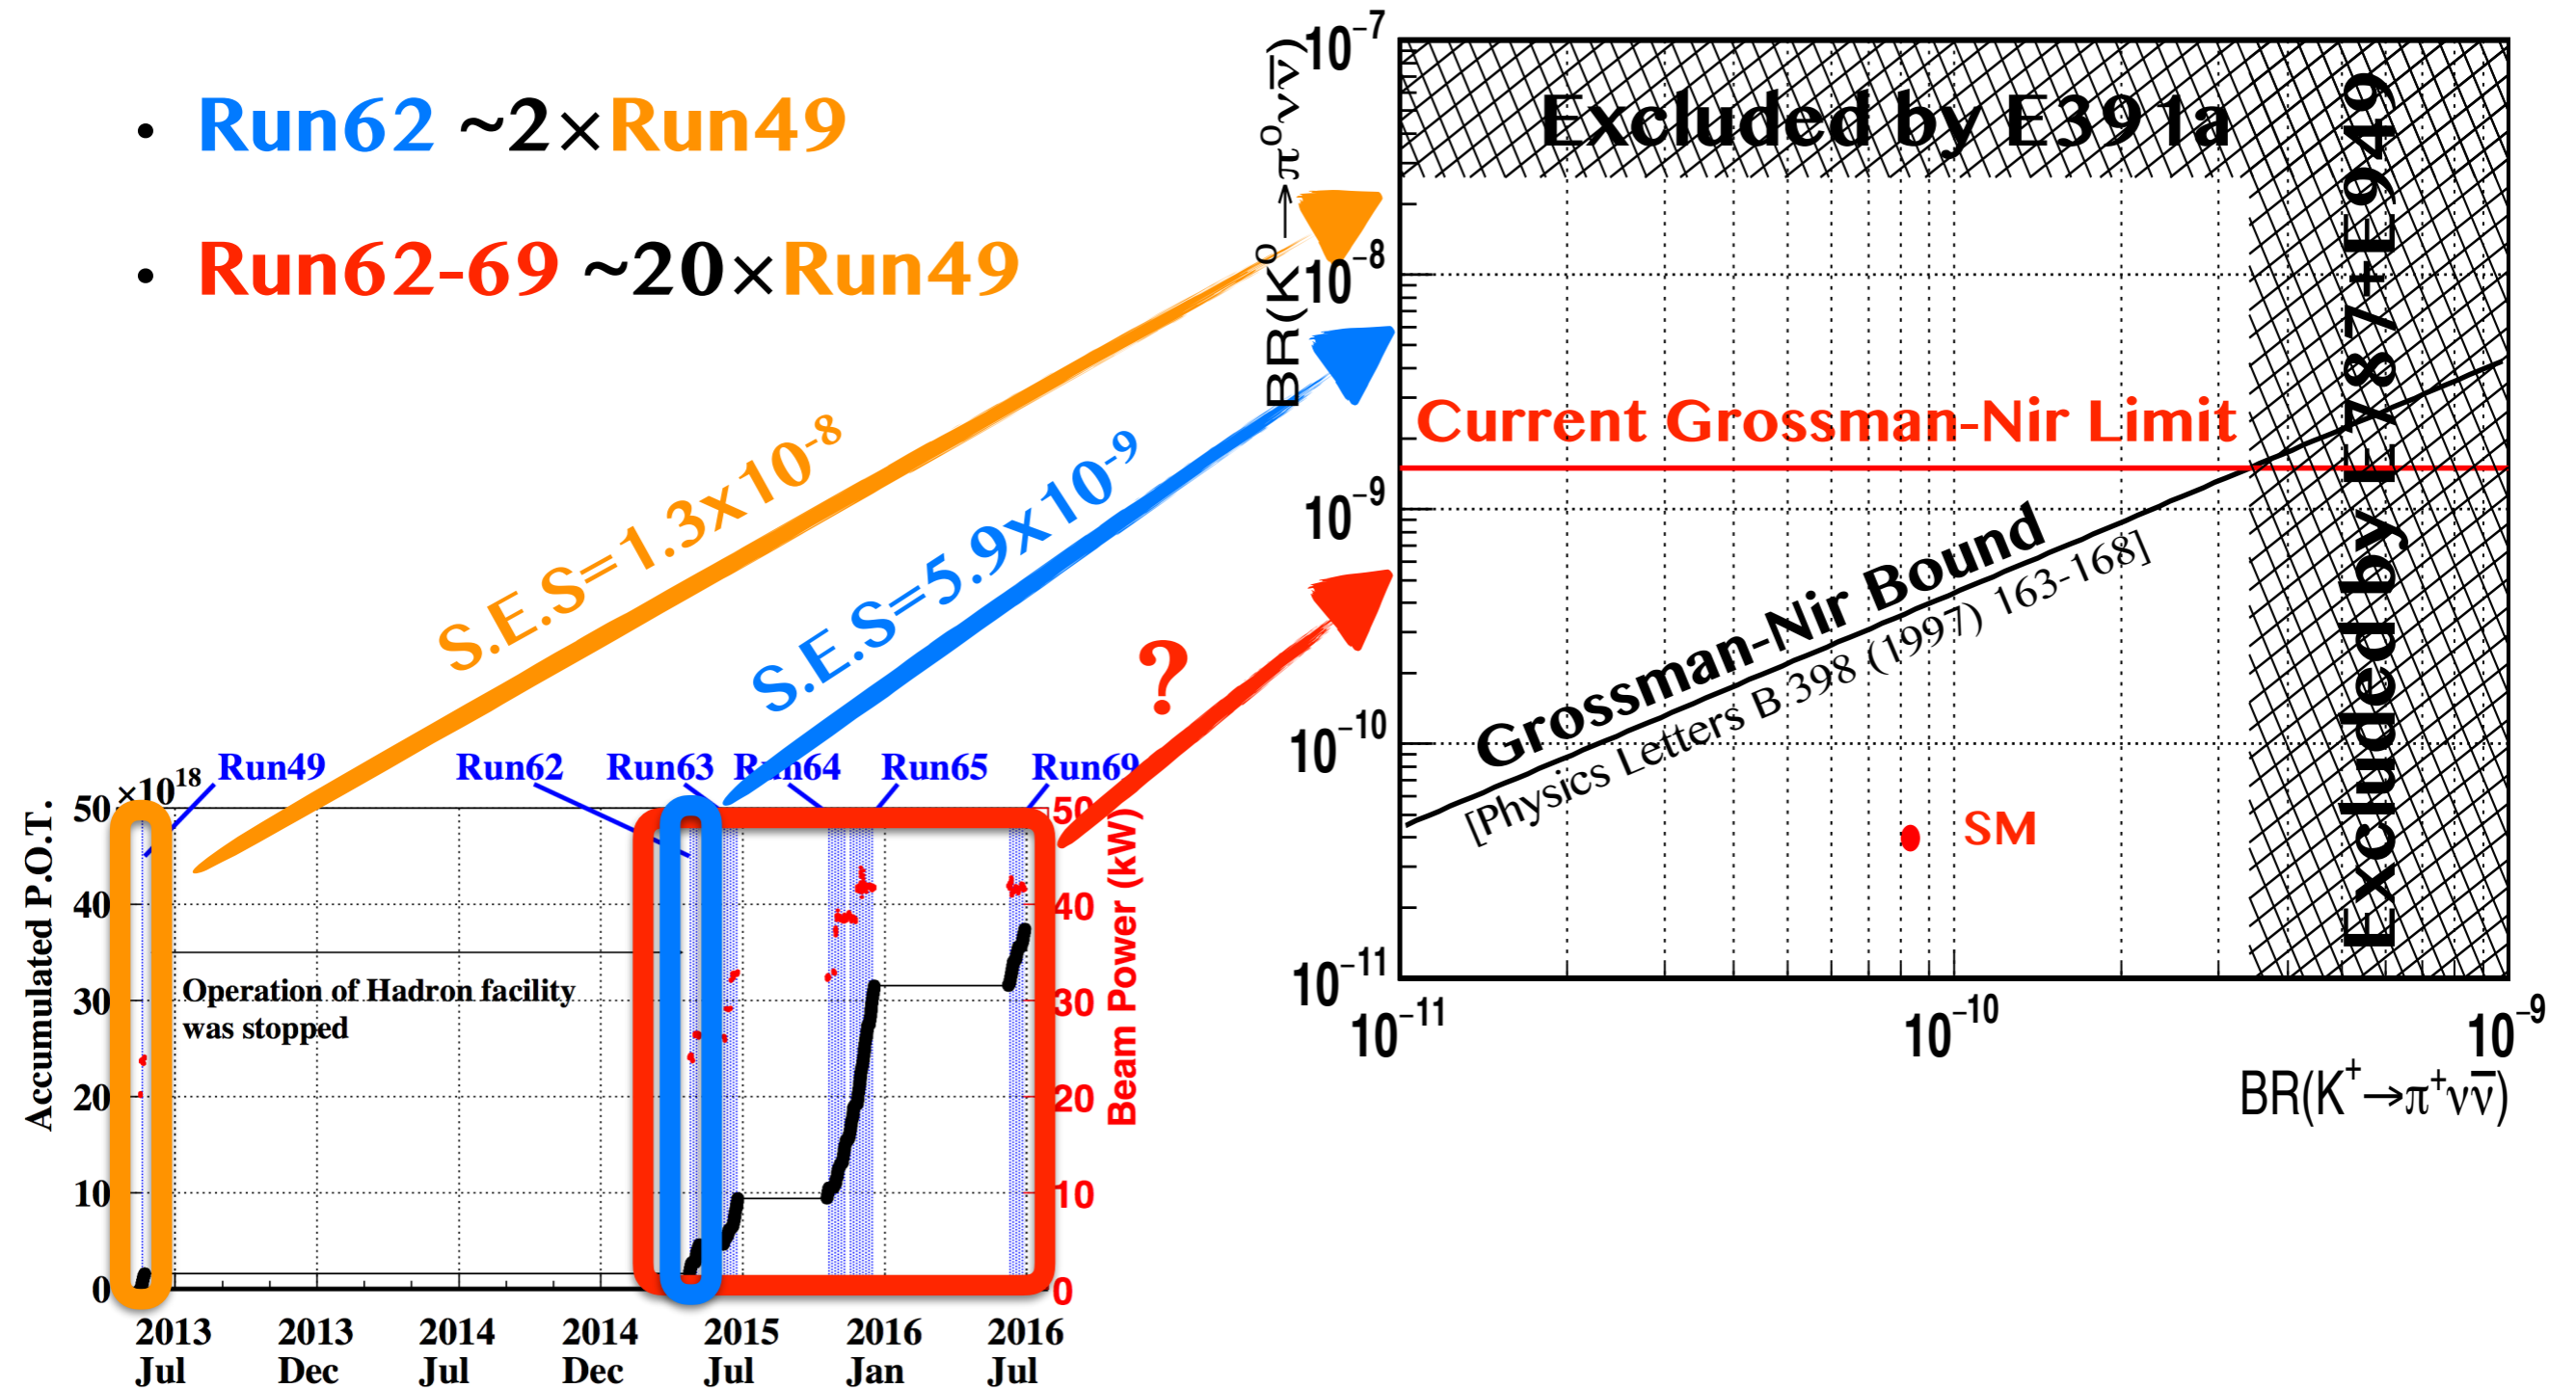 • Run62 ~2×Run49
• Run62-69 ~20×Run49
S.E.S=1.3x10⁻⁸
S.E.S=5.9x10⁻⁹
?
Run49
Run62
Run63
Run64
Run65
Run69
×10¹⁸
Accumulated P.O.T.
50
40
30
20
10
0
Operation of Hadron facility
was stopped
50
40
30
20
10
0
Beam Power (kW)
2013
Jul
2013
Dec
2014
Jul
2014
Dec
2015
Jul
2016
Jan
2016
Jul
BR(K⁰→π⁰νν̅)
10⁻⁷
10⁻⁸
10⁻⁹
10⁻¹⁰
10⁻¹¹
Excluded by E391a
Excluded by E787+E949
Current Grossman-Nir Limit
Grossman-Nir Bound
[Physics Letters B 398 (1997) 163-168]
SM
10⁻¹¹
10⁻¹⁰
10⁻⁹
BR(K⁺→π⁺νν̅)